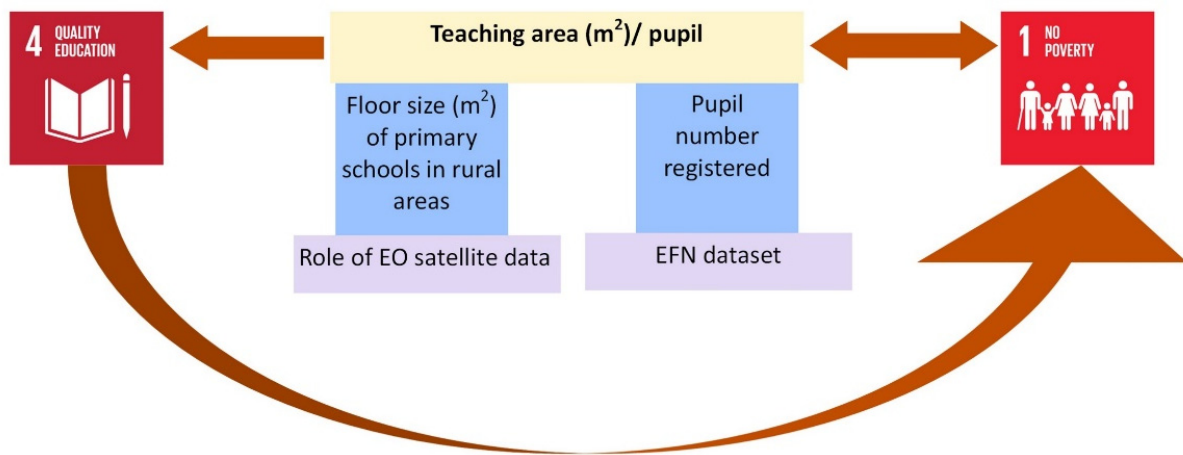 4 QUALITY
EDUCATION
Teaching area (m²)/ pupil
1 NO
POVERTY
Floor size (m²)
of primary
schools in rural
areas
Pupil
number
registered
Role of EO satellite data
EFN dataset